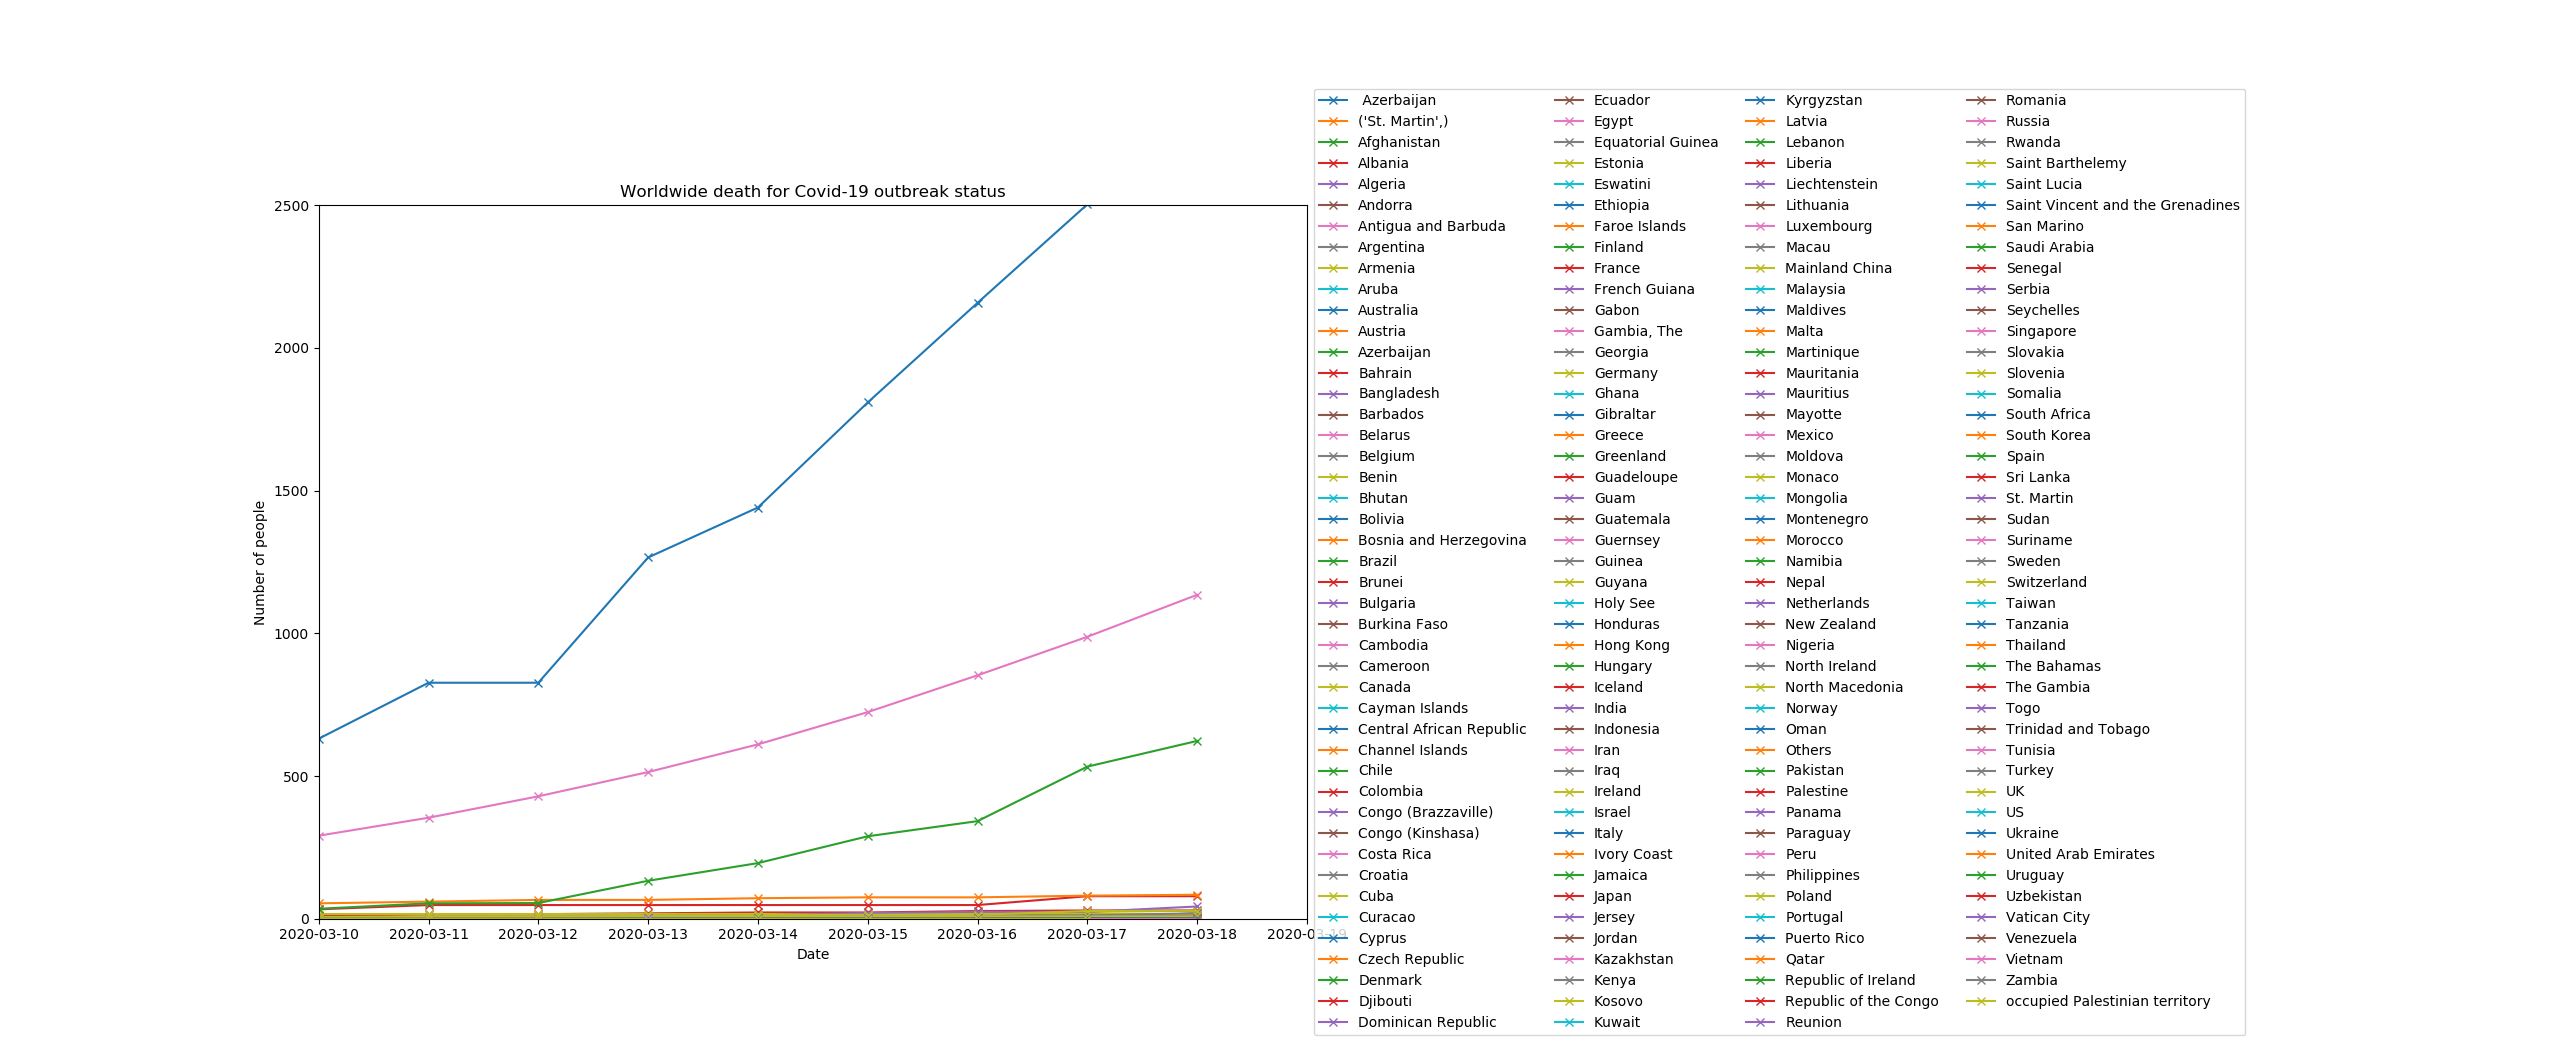 Worldwide death for Covid-19 outbreak status
2500
2000
1500
1000
500
0
Number of people
2020-03-10
2020-03-11
2020-03-12
2020-03-13
2020-03-14
2020-03-15
2020-03-16
2020-03-17
2020-03-18
2020-03-19
Date
Azerbaijan
('St. Martin',)
Afghanistan
Albania
Algeria
Andorra
Antigua and Barbuda
Argentina
Armenia
Aruba
Australia
Austria
Azerbaijan
Bahrain
Bangladesh
Barbados
Belarus
Belgium
Benin
Bhutan
Bolivia
Bosnia and Herzegovina
Brazil
Brunei
Bulgaria
Burkina Faso
Cambodia
Cameroon
Canada
Cayman Islands
Central African Republic
Channel Islands
Chile
Colombia
Congo (Brazzaville)
Congo (Kinshasa)
Costa Rica
Croatia
Cuba
Curacao
Cyprus
Czech Republic
Denmark
Djibouti
Dominican Republic
Ecuador
Egypt
Equatorial Guinea
Estonia
Eswatini
Ethiopia
Faroe Islands
Finland
France
French Guiana
Gabon
Gambia, The
Georgia
Germany
Ghana
Gibraltar
Greece
Greenland
Guadeloupe
Guam
Guatemala
Guernsey
Guinea
Guyana
Holy See
Honduras
Hong Kong
Hungary
Iceland
India
Indonesia
Iran
Iraq
Ireland
Israel
Italy
Ivory Coast
Jamaica
Japan
Jersey
Jordan
Kazakhstan
Kenya
Kosovo
Kuwait
Kyrgyzstan
Latvia
Lebanon
Liberia
Liechtenstein
Lithuania
Luxembourg
Macau
Mainland China
Malaysia
Maldives
Malta
Martinique
Mauritania
Mauritius
Mayotte
Mexico
Moldova
Monaco
Mongolia
Montenegro
Morocco
Namibia
Nepal
Netherlands
New Zealand
Nigeria
North Ireland
North Macedonia
Norway
Oman
Others
Pakistan
Palestine
Panama
Paraguay
Peru
Philippines
Poland
Portugal
Puerto Rico
Qatar
Republic of Ireland
Republic of the Congo
Reunion
Romania
Russia
Rwanda
Saint Barthelemy
Saint Lucia
Saint Vincent and the Grenadines
San Marino
Saudi Arabia
Senegal
Serbia
Seychelles
Singapore
Slovakia
Slovenia
Somalia
South Africa
South Korea
Spain
Sri Lanka
St. Martin
Sudan
Suriname
Sweden
Switzerland
Taiwan
Tanzania
Thailand
The Bahamas
The Gambia
Togo
Trinidad and Tobago
Tunisia
Turkey
UK
US
Ukraine
United Arab Emirates
Uruguay
Uzbekistan
Vatican City
Venezuela
Vietnam
Zambia
occupied Palestinian territory